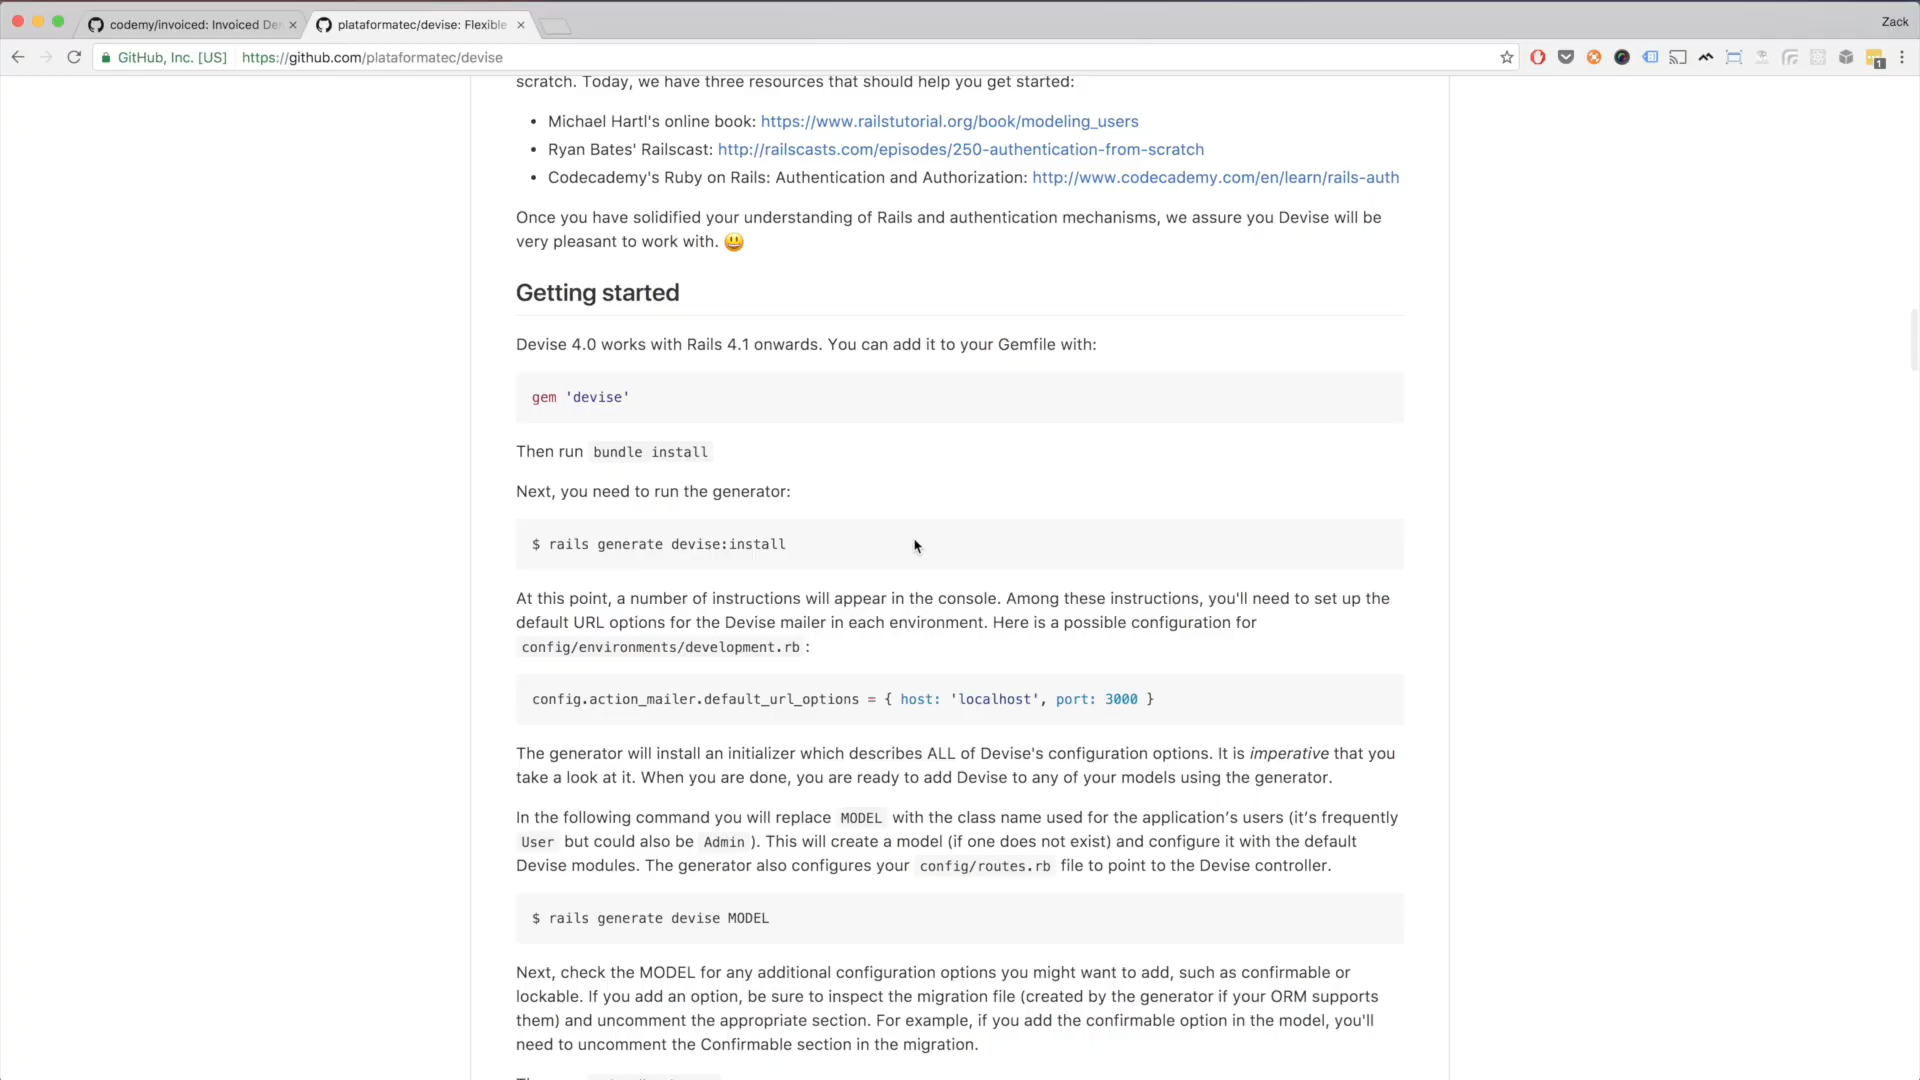 codemy/invoiced: Invoiced De
plataformatec/devise: Flexible
Zack
GitHub, Inc. [US] https://github.com/plataformatec/devise
1
scratch. Today, we have three resources that should help you get started:
• Michael Hartl's online book: https://www.railstutorial.org/book/modeling_users
• Ryan Bates' Railscast: http://railscasts.com/episodes/250-authentication-from-scratch
• Codecademy's Ruby on Rails: Authentication and Authorization: http://www.codecademy.com/en/learn/rails-auth
Once you have solidified your understanding of Rails and authentication mechanisms, we assure you Devise will be
very pleasant to work with. 😃
Getting started
Devise 4.0 works with Rails 4.1 onwards. You can add it to your Gemfile with:
gem 'devise'
Then run bundle install
Next, you need to run the generator:
$ rails generate devise:install
At this point, a number of instructions will appear in the console. Among these instructions, you'll need to set up the
default URL options for the Devise mailer in each environment. Here is a possible configuration for
config/environments/development.rb :
config.action_mailer.default_url_options = { host: 'localhost', port: 3000 }
The generator will install an initializer which describes ALL of Devise's configuration options. It is imperative that you
take a look at it. When you are done, you are ready to add Devise to any of your models using the generator.
In the following command you will replace MODEL with the class name used for the application’s users (it’s frequently
User but could also be Admin ). This will create a model (if one does not exist) and configure it with the default
Devise modules. The generator also configures your config/routes.rb file to point to the Devise controller.
$ rails generate devise MODEL
Next, check the MODEL for any additional configuration options you might want to add, such as confirmable or
lockable. If you add an option, be sure to inspect the migration file (created by the generator if your ORM supports
them) and uncomment the appropriate section. For example, if you add the confirmable option in the model, you'll
need to uncomment the Confirmable section in the migration.